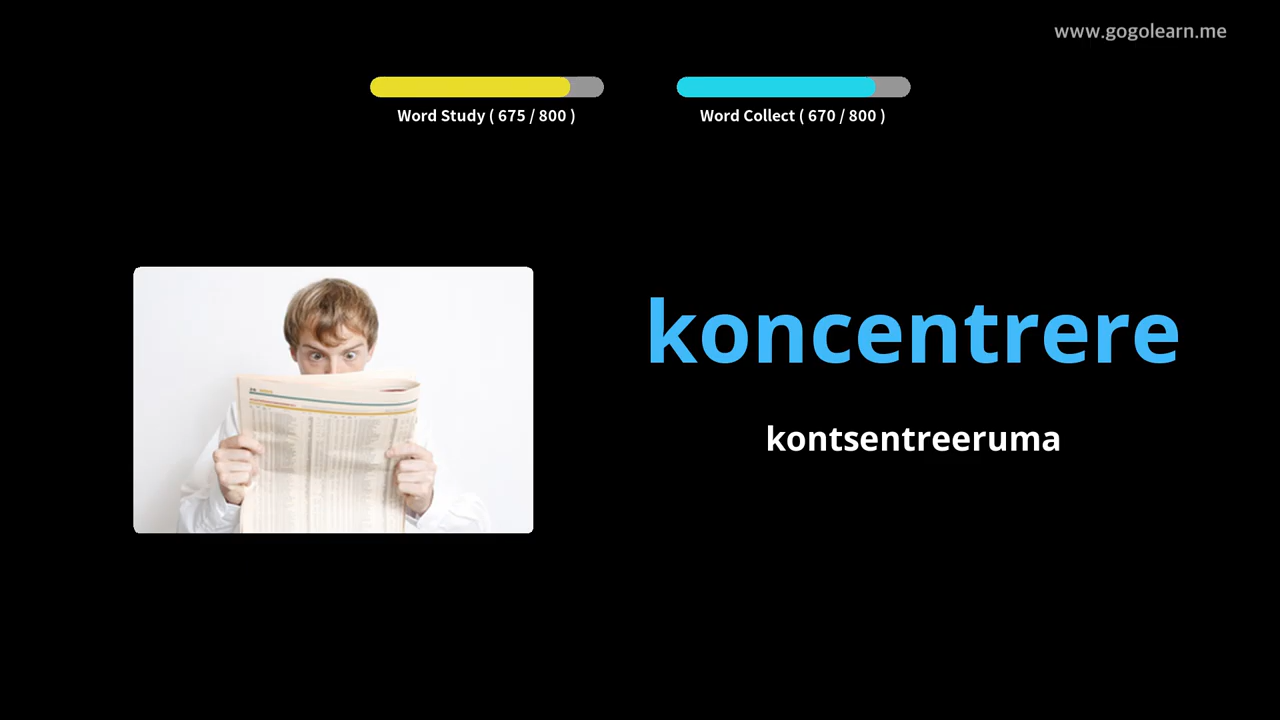 www.gogolearn.me
Word Study ( 675 / 800 )
Word Collect ( 670 / 800 )
koncentrere
kontsentreeruma